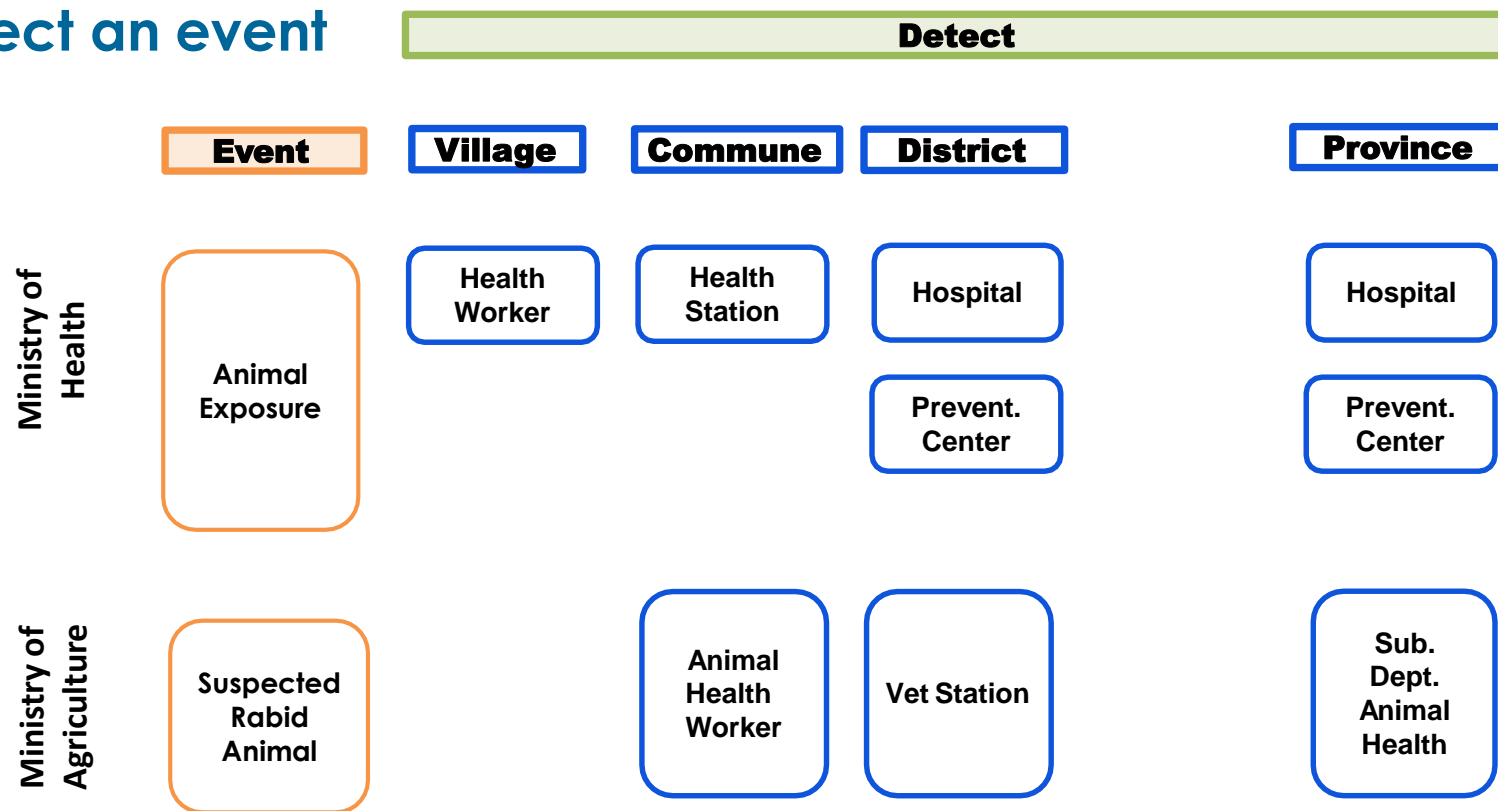 ect an event
Detect
Event
Village
Commune
District
Province
Ministry of
Health
Animal
Exposure
Health
Worker
Health
Station
Hospital
Hospital
Prevent.
Center
Prevent.
Center
Ministry of
Agriculture
Suspected
Rabid
Animal
Animal
Health
Worker
Vet Station
Sub.
Dept.
Animal
Health